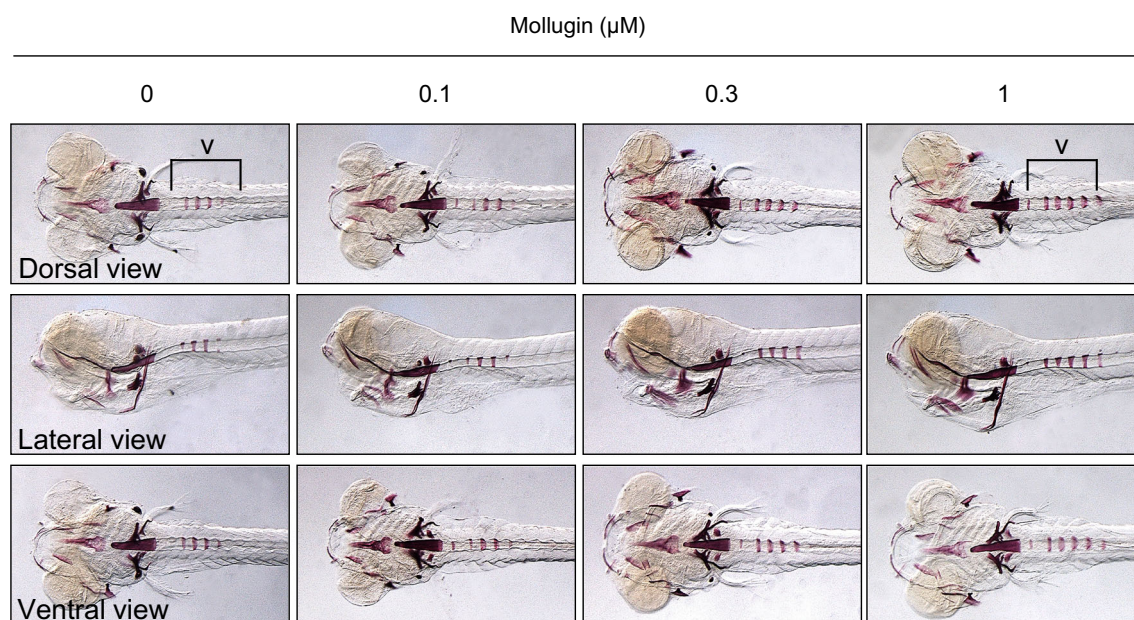 Mollugin (µM)
0 0.1 0.3 1
V V
Dorsal view
Lateral view
Ventral view